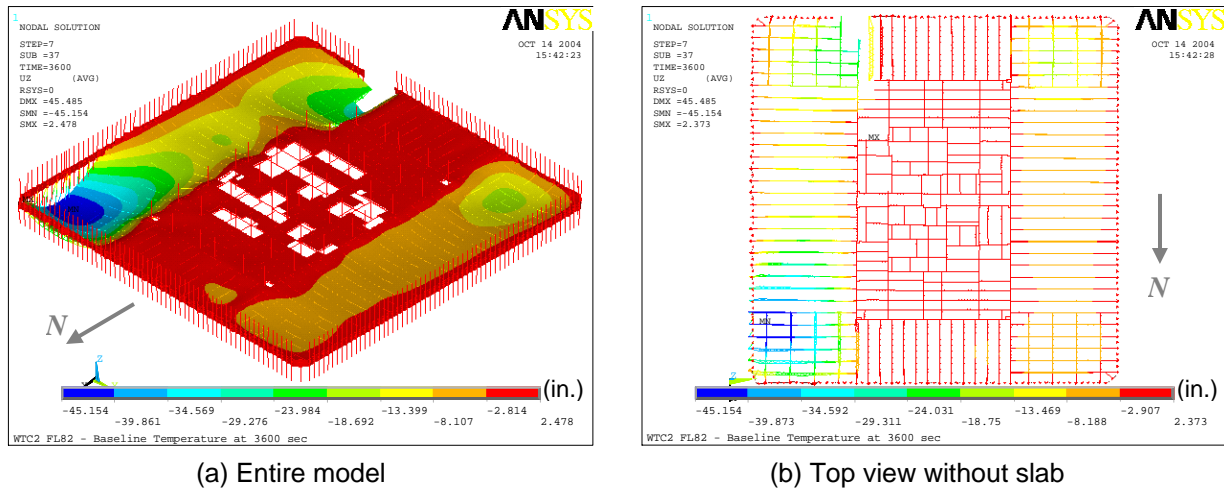 1
NODAL SOLUTION
STEP=7
SUB =37
TIME=3600
UZ (AVG)
RSYS=0
DMX =45.485
SMN =-45.154
SMX =2.478
ANSYS
OCT 14 2004
15:42:23
N
Z
(in.)
-45.154 -34.569 -23.984 -13.399 -2.814
-39.861 -29.276 -18.692 -8.107 2.478
WTC2 FL82 - Baseline Temperature at 3600 sec
(a) Entire model
1
NODAL SOLUTION
STEP=7
SUB =37
TIME=3600
UZ (AVG)
RSYS=0
DMX =45.485
SMN =-45.154
SMX =2.373
ANSYS
OCT 14 2004
15:42:28
MX
N
MN
Z
(in.)
-45.154 -34.592 -24.031 -13.469 -2.907
-39.873 -29.311 -18.75 -8.188 2.373
WTC2 FL82 - Baseline Temperature at 3600 sec
(b) Top view without slab